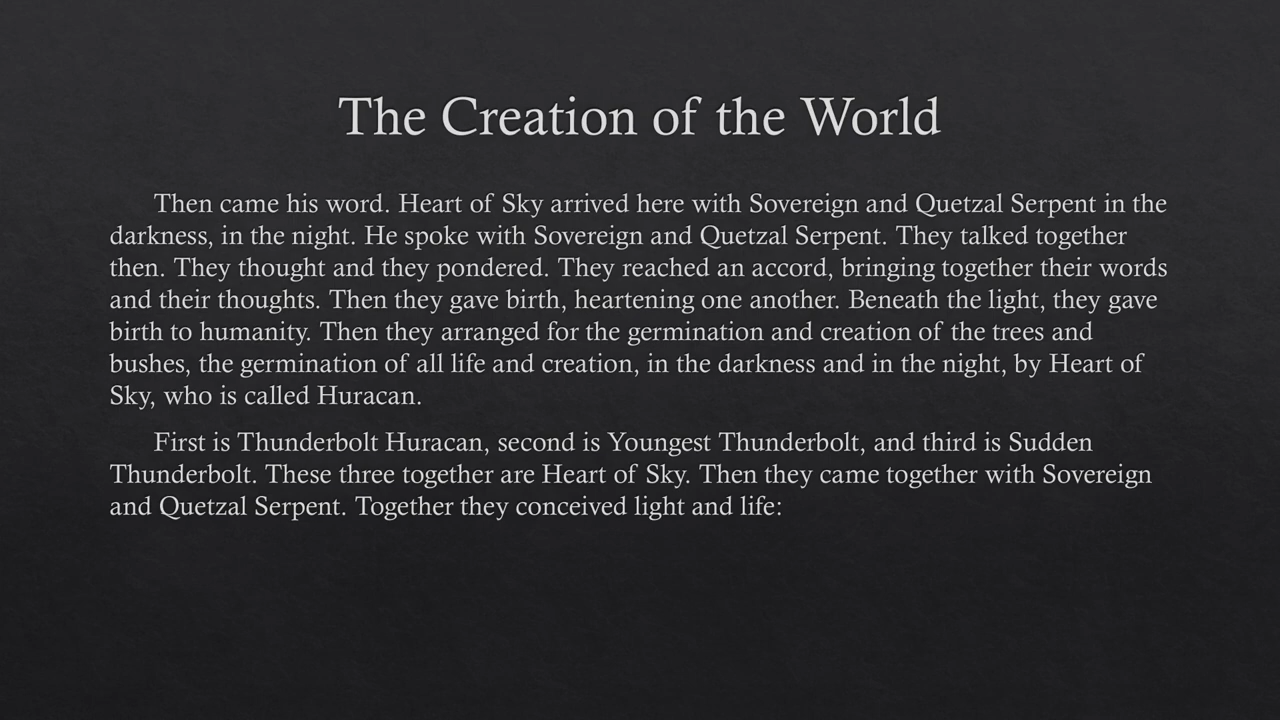 The Creation of the World
Then came his word. Heart of Sky arrived here with Sovereign and Quetzal Serpent in the
darkness, in the night. He spoke with Sovereign and Quetzal Serpent. They talked together
then. They thought and they pondered. They reached an accord, bringing together their words
and their thoughts. Then they gave birth, heartening one another. Beneath the light, they gave
birth to humanity. Then they arranged for the germination and creation of the trees and
bushes, the germination of all life and creation, in the darkness and in the night, by Heart of
Sky, who is called Huracan.
First is Thunderbolt Huracan, second is Youngest Thunderbolt, and third is Sudden
Thunderbolt. These three together are Heart of Sky. Then they came together with Sovereign
and Quetzal Serpent. Together they conceived light and life: